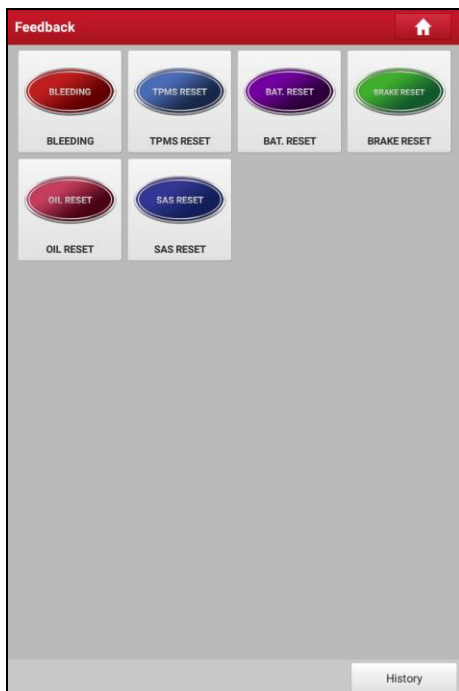 Feedback
BLEEDING TPMS RESET BAT. RESET BRAKE RESET
BLEEDING TPMS RESET BAT. RESET BRAKE RESET
OIL RESET SAS RESET
OIL RESET SAS RESET
History